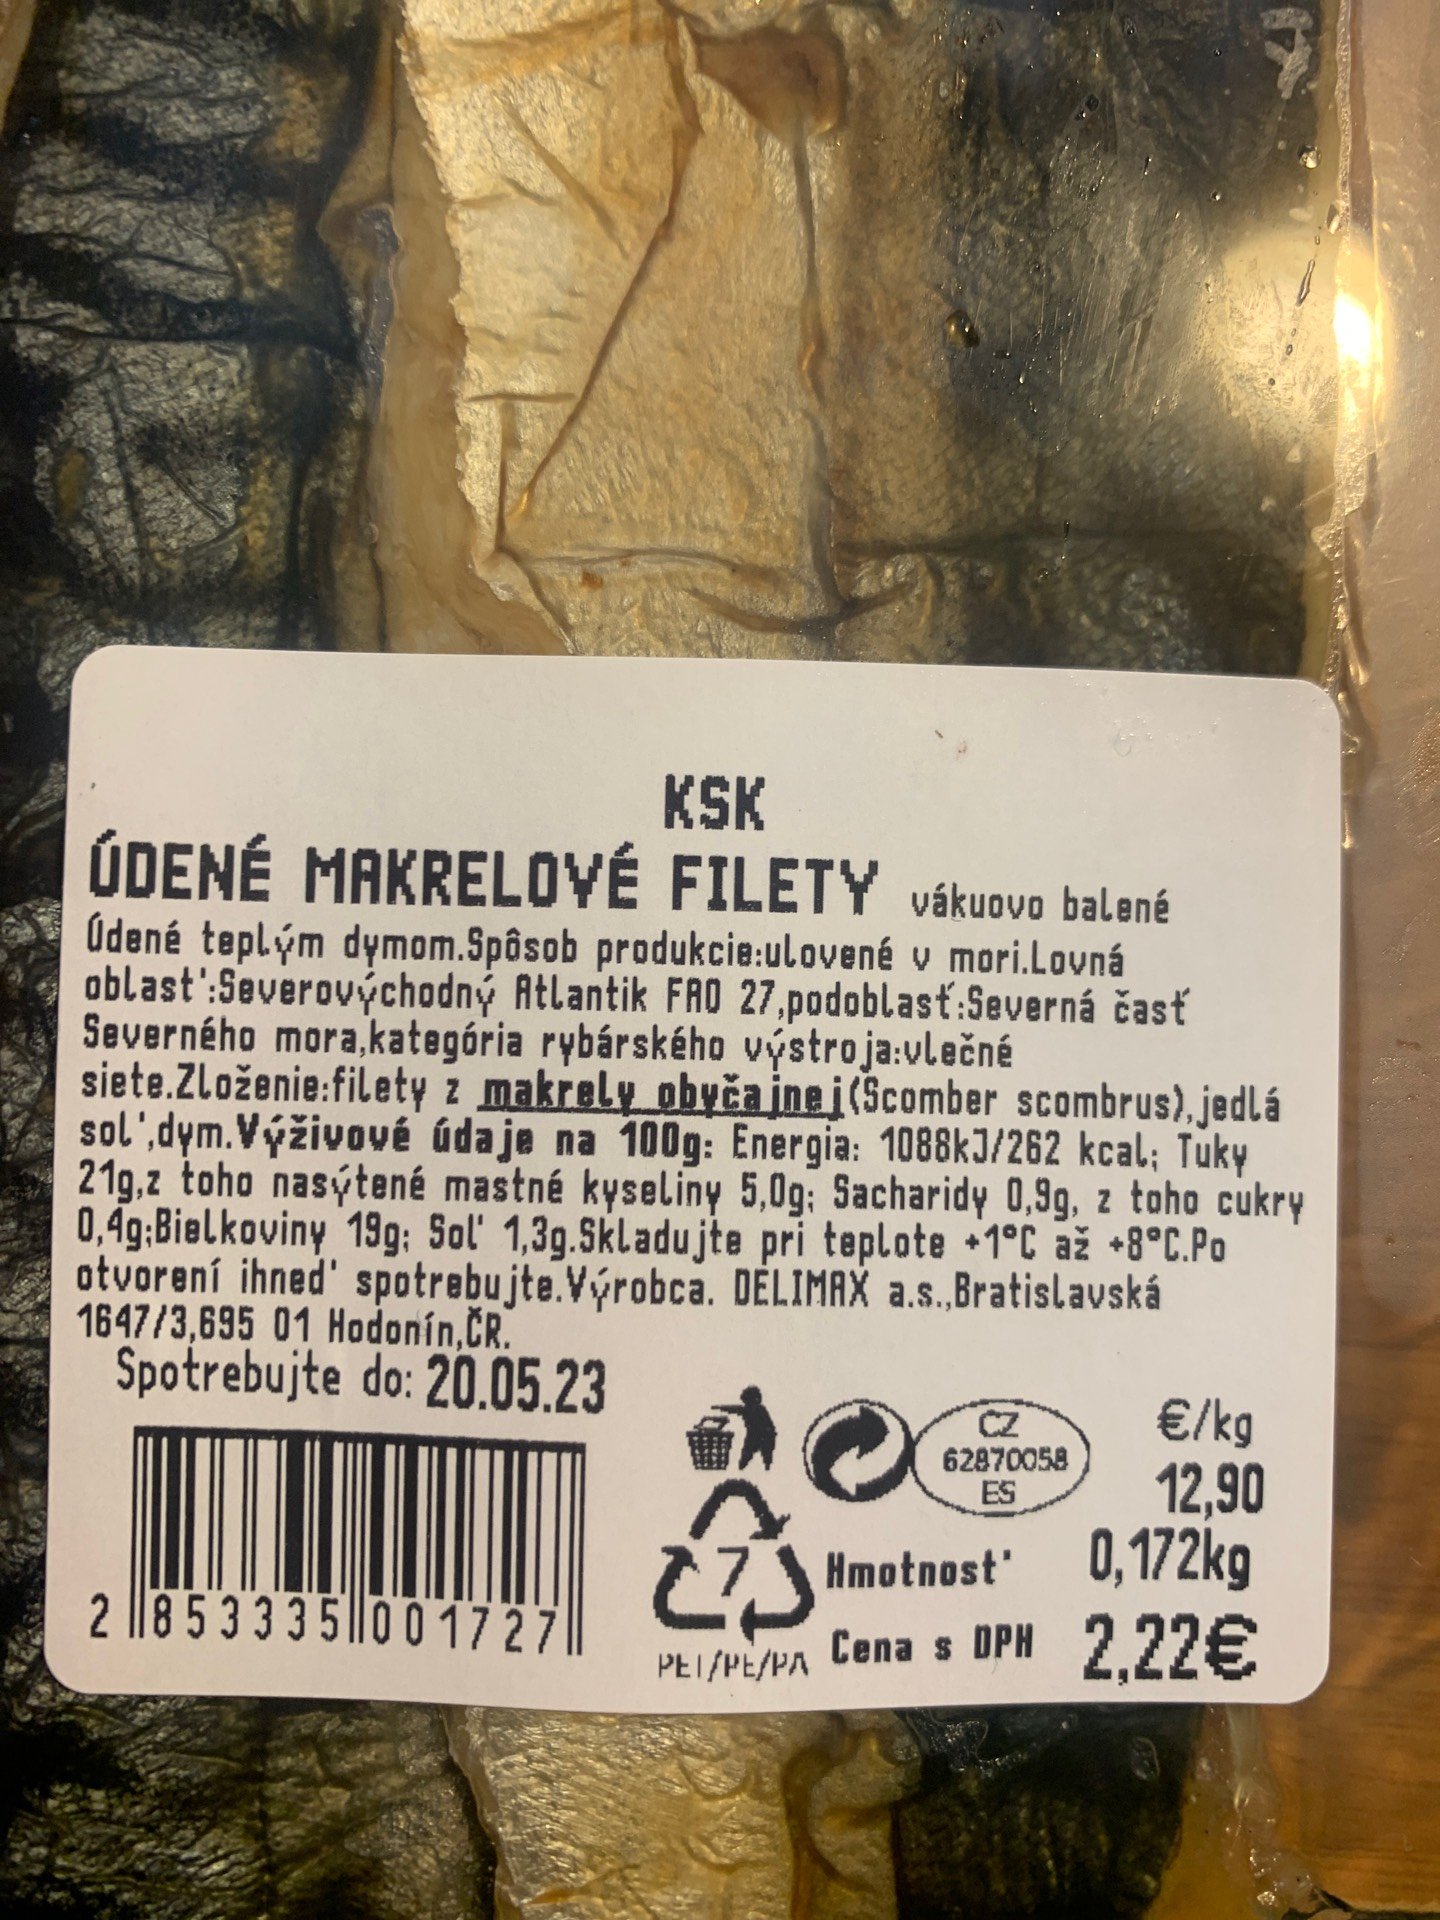 KSK
ÚDENÉ MAKRELOVÉ FILETY vákuovo balené
Údené teplým dymom.Spôsob produkcie:ulovené v mori.Lovná
oblasť:Severovýchodný Atlantik FAO 27,podoblasť:Severná časť
Severného mora,kategória rybárského výstroja:vlečné
siete.Zloženie:filety z makrely obyčajnej(Scomber scombrus),jedlá
soľ,dym.Výživové údaje na 100g: Energia: 1088kJ/262 kcal; Tuky
21g,z toho nasýtené mastné kyseliny 5,0g; Sacharidy 0,9g, z toho cukry
0,4g;Bielkoviny 19g; Soľ 1,3g.Skladujte pri teplote +1°C až +8°C.Po
otvorení ihneď spotrebujte.Výrobca. DELIMAX a.s.,Bratislavská
1647/3,695 01 Hodonín,ČR.
Spotrebujte do: 20.05.23
CZ
62870058
ES
€/kg
12,90
7
PET/PE/PA
Hmotnosť 0,172kg
Cena s DPH 2,22€
2 853335 001727